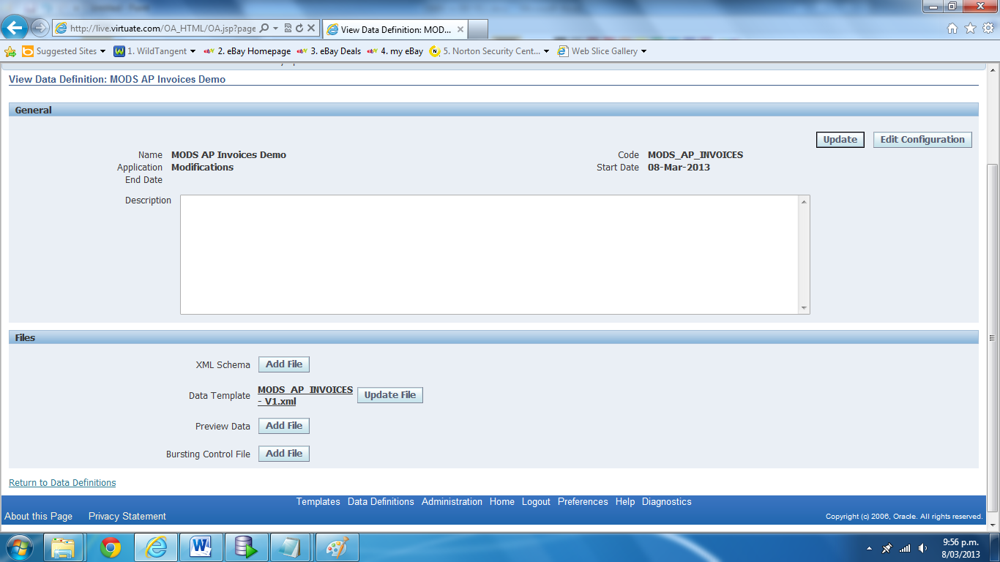 http://live.virtuate.com/OA_HTML/OA.jsp?page
View Data Definition: MOD...
Suggested Sites
1. WildTangent
2. eBay Homepage
3. eBay Deals
4. my eBay
5. Norton Security Cent...
Web Slice Gallery
View Data Definition: MODS AP Invoices Demo
General
Update
Edit Configuration
Name MODS AP Invoices Demo
Code MODS_AP_INVOICES
Application Modifications
Start Date 08-Mar-2013
End Date
Description
Files
XML Schema Add File
Data Template MODS_AP_INVOICES - V1.xml Update File
Preview Data Add File
Bursting Control File Add File
Return to Data Definitions
Templates Data Definitions Administration Home Logout Preferences Help Diagnostics
About this Page Privacy Statement
Copyright (c) 2006, Oracle. All rights reserved.
9:56 p.m.
8/03/2013